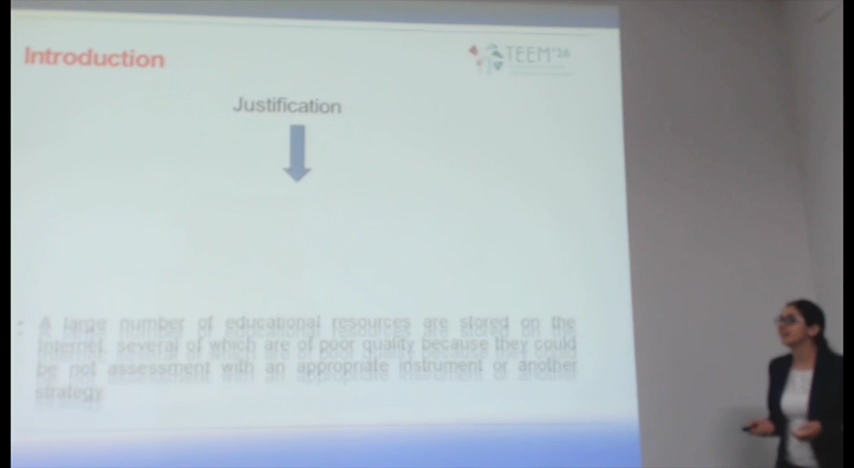 Introduction
TEEM'16
Justification
: A large number of educational resources are stored on the
Internet, several of which are of poor quality because they could
be not assessment with an appropriate instrument or another
strategy